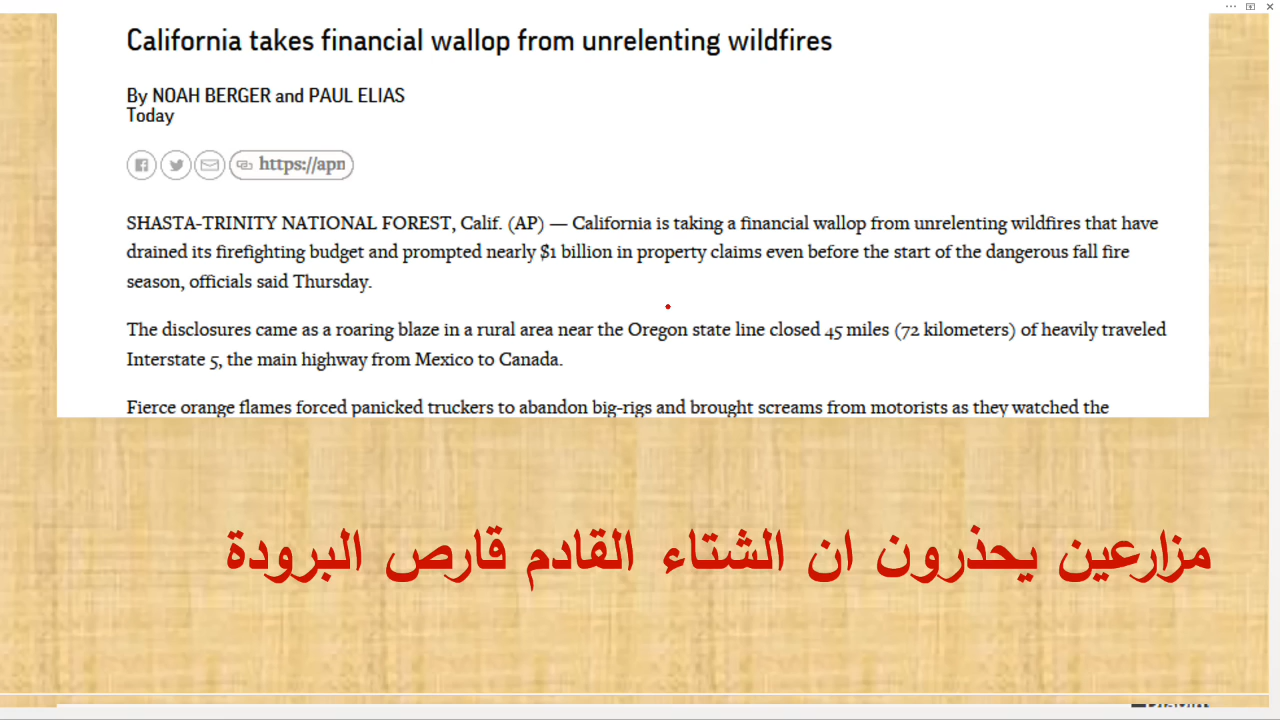 California takes financial wallop from unrelenting wildfires
By NOAH BERGER and PAUL ELIAS
Today
https://apn
SHASTA-TRINITY NATIONAL FOREST, Calif. (AP) — California is taking a financial wallop from unrelenting wildfires that have
drained its firefighting budget and prompted nearly $1 billion in property claims even before the start of the dangerous fall fire
season, officials said Thursday.
The disclosures came as a roaring blaze in a rural area near the Oregon state line closed 45 miles (72 kilometers) of heavily traveled
Interstate 5, the main highway from Mexico to Canada.
Fierce orange flames forced panicked truckers to abandon big-rigs and brought screams from motorists as they watched the
مزارعين يحذرون ان الشتاء القادم قارص البرودة